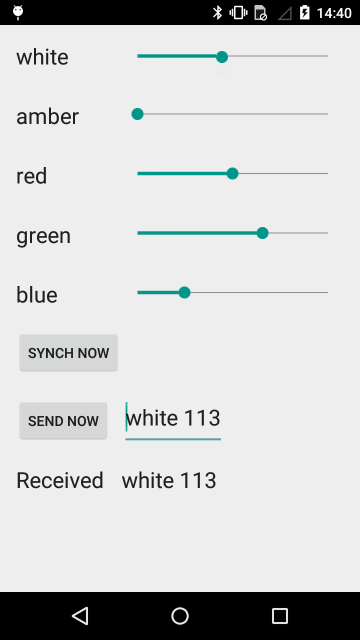 14:40
white
amber
red
green
blue
SYNCH NOW
SEND NOW white 113
Received white 113